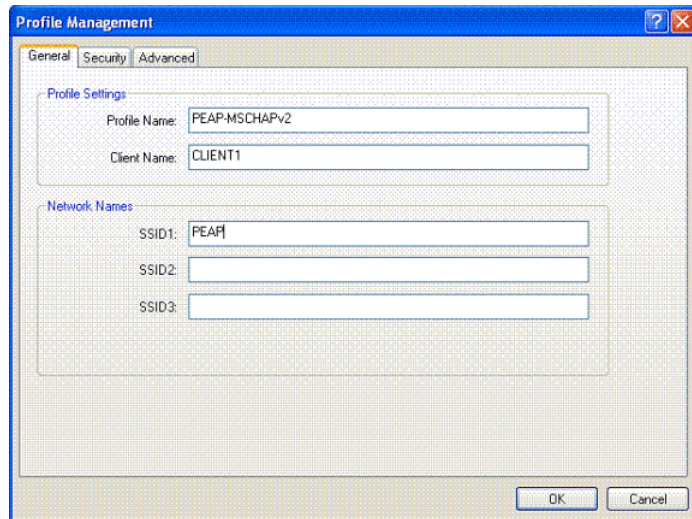 Profile Management
General Security Advanced
Profile Settings
Profile Name: PEAP-MSCHAPv2
Client Name: CLIENT1
Network Names
SSID1: PEAP
SSID2:
SSID3:
OK Cancel